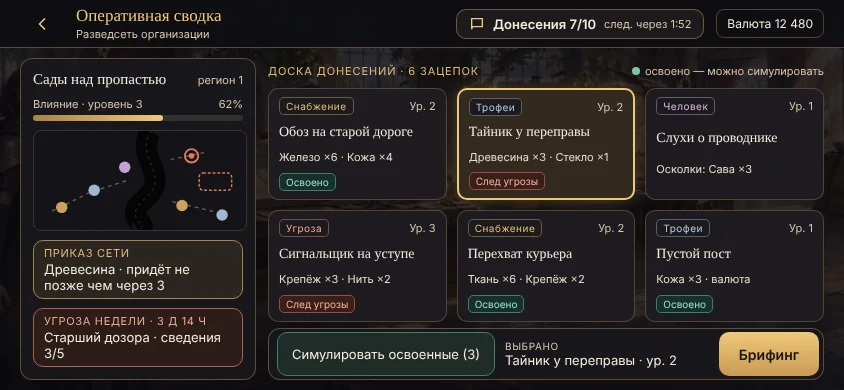 Оперативная сводка
Разведсеть организации
Донесения 7/10 след. через 1:52
Валюта 12 480
Сады над пропастью регион 1
Влияние · уровень 3 62%
ПРИКАЗ СЕТИ
Древесина · придёт не
позже чем через 3
УГРОЗА НЕДЕЛИ · 3 Д 14 Ч
Старший дозора · сведения
3/5
ДОСКА ДОНЕСЕНИЙ · 6 ЗАЦЕПОК
освоено — можно симулировать
Снабжение Ур. 2
Обоз на старой дороге
Железо ×6 · Кожа ×4
Освоено
Трофеи Ур. 2
Тайник у переправы
Древесина ×3 · Стекло ×1
След угрозы
Человек Ур. 1
Слухи о проводнике
Осколки: Сава ×3
Угроза Ур. 3
Сигнальщик на уступе
Крепёж ×3 · Нить ×2
След угрозы
Снабжение Ур. 2
Перехват курьера
Ткань ×6 · Крепёж ×2
Освоено
Трофеи Ур. 1
Пустой пост
Кожа ×3 · валюта
Освоено
Симулировать освоенные (3)
ВЫБРАНО
Тайник у переправы · ур. 2
Брифинг